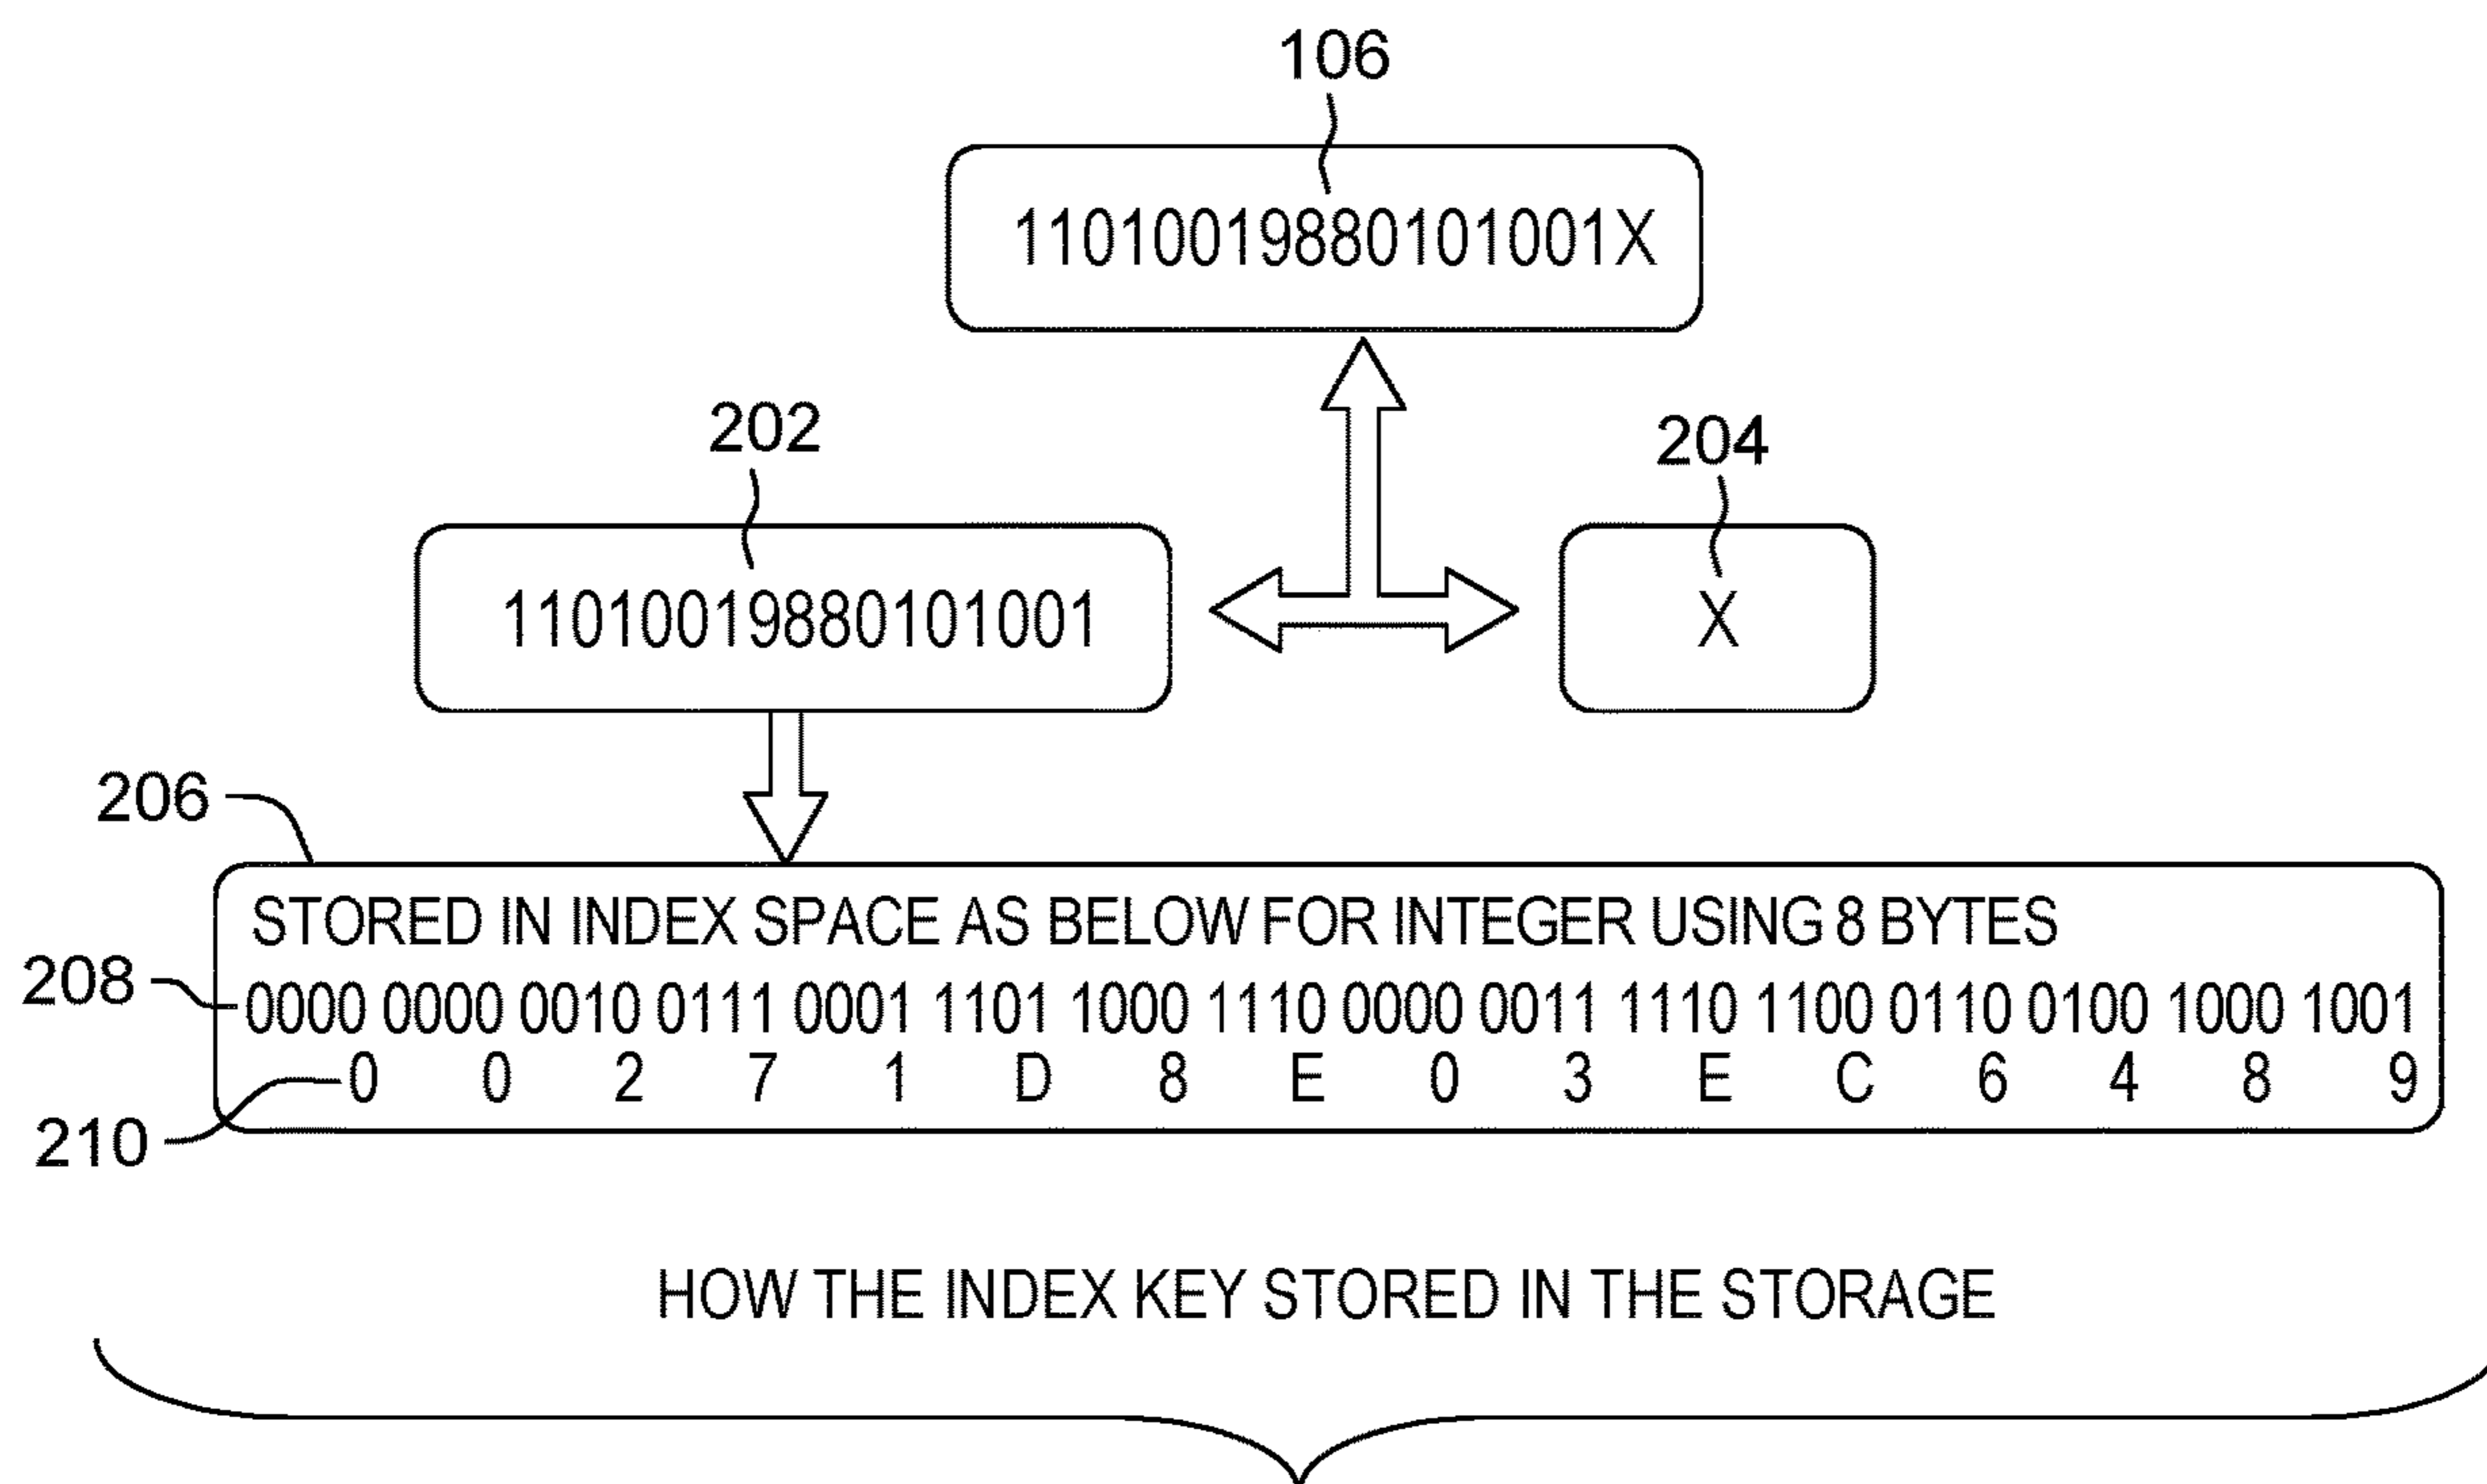 106
11010019880101001X
202
204
11010019880101001
X
206
STORED IN INDEX SPACE AS BELOW FOR INTEGER USING 8 BYTES
208
0000 0000 0010 0111 0001 1101 1000 1110 0000 0011 1110 1100 0110 0100 1000 1001
0 0 2 7 1 D 8 E 0 3 E C 6 4 8 9
210
HOW THE INDEX KEY STORED IN THE STORAGE